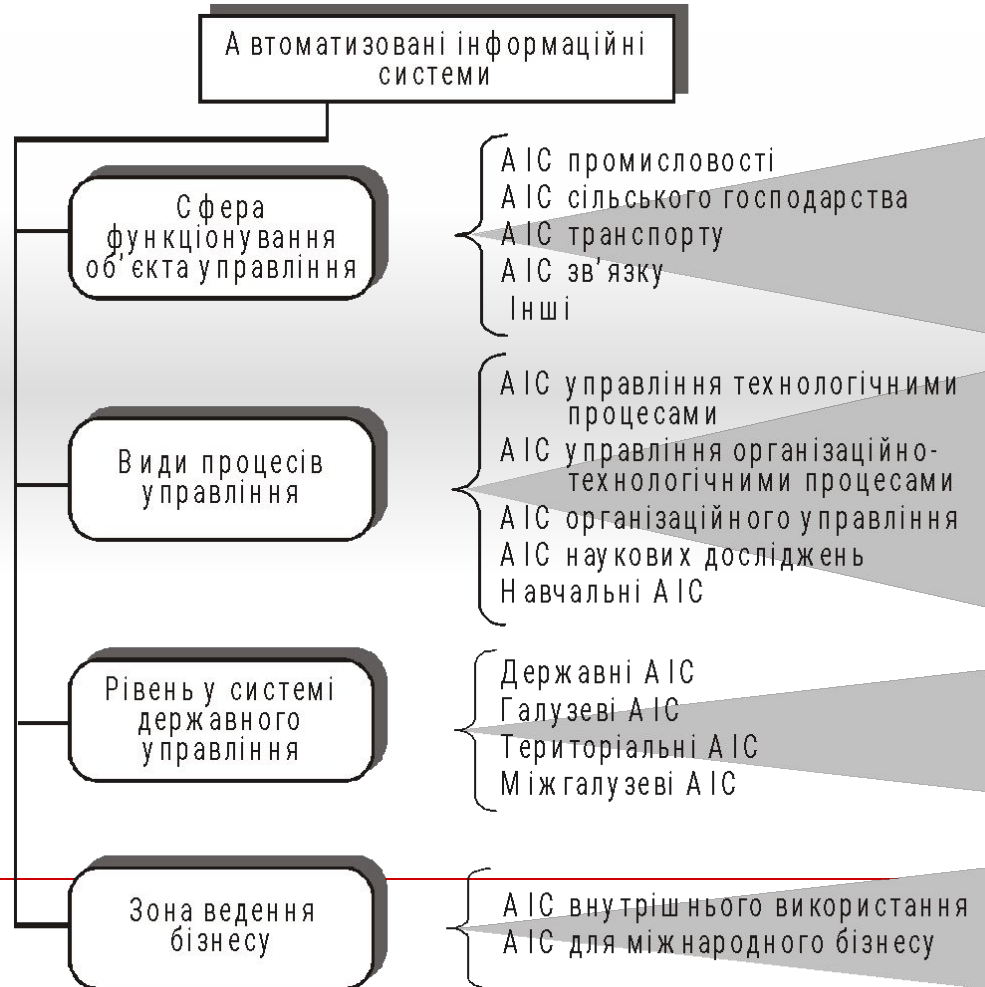 Автоматизовані інформаційні
системи
Сфера
функціонування
об'єкта управління
АІС промисловості
АІС сільського господарства
АІС транспорту
АІС зв'язку
Інші
Види процесів
управління
АІС управління технологічними
процесами
АІС управління організаційно-
технологічними процесами
АІС організаційного управління
АІС наукових досліджень
Навчальні АІС
Рівень у системі
державного
управління
Державні АІС
Галузеві АІС
Територіальні АІС
Міжгалузеві АІС
Зона ведення
бізнесу
АІС внутрішнього використання
АІС для міжнародного бізнесу